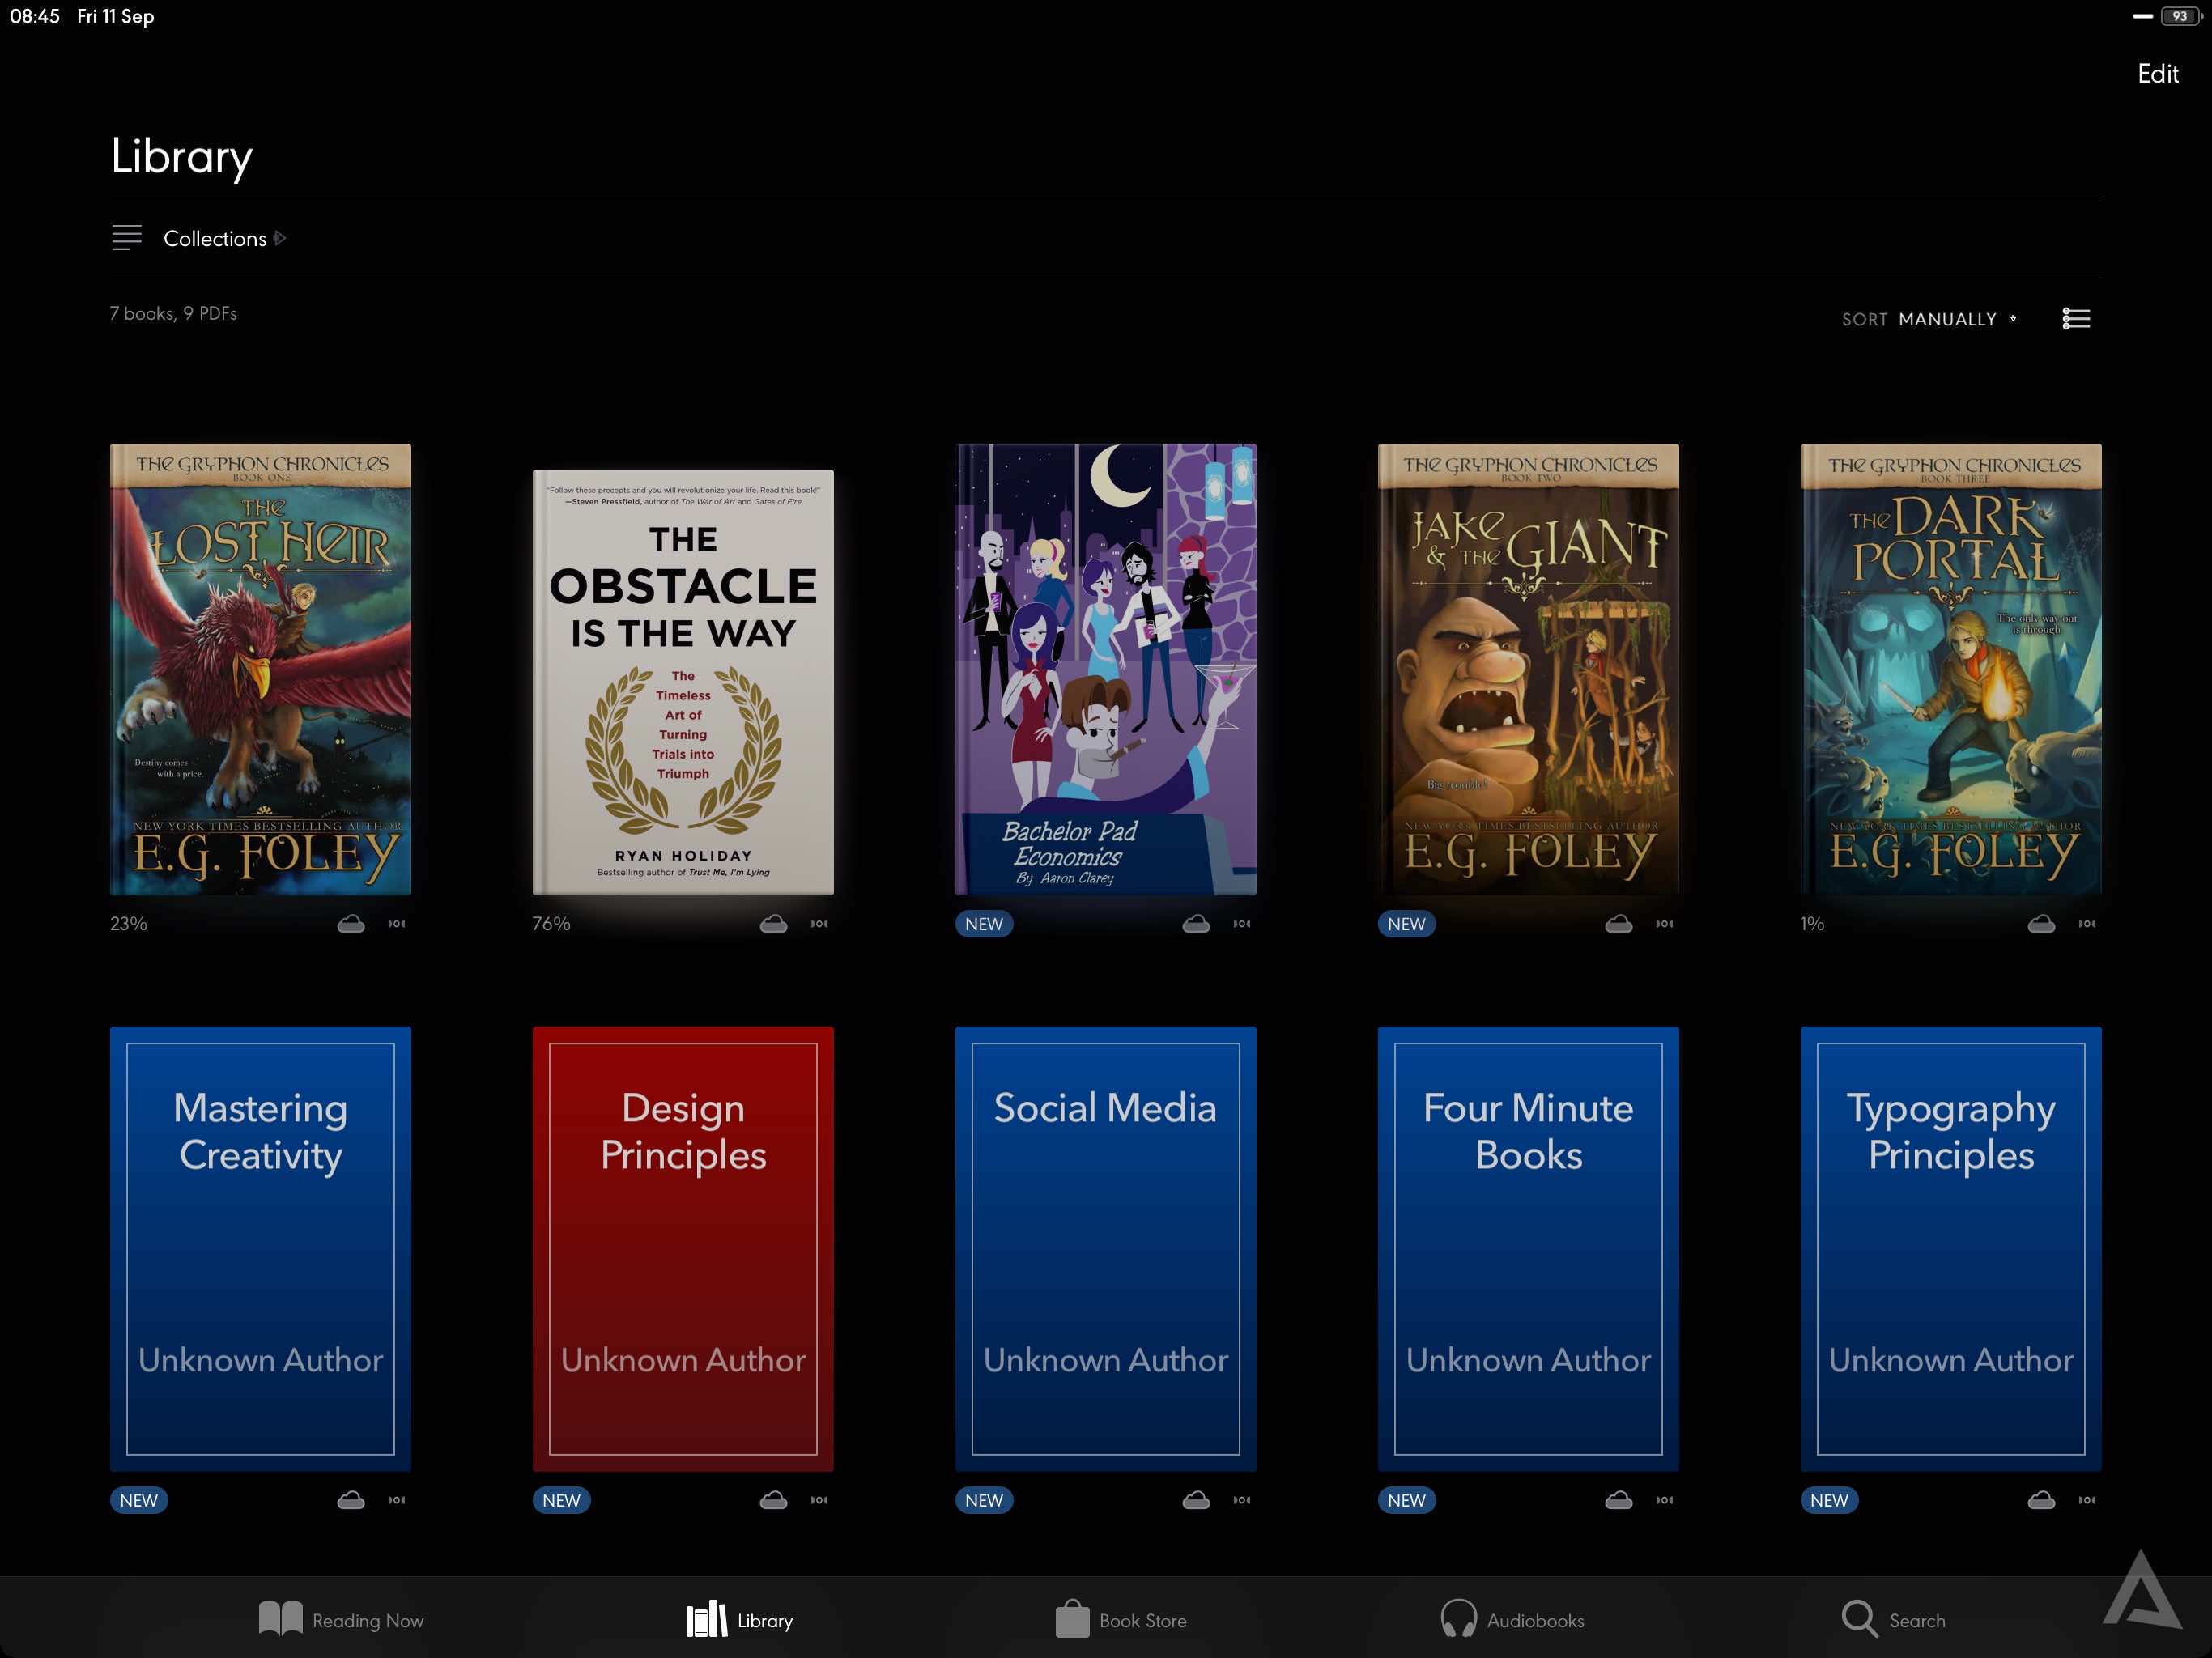 08:45 Fri 11 Sep
93
Edit
Library
Collections
7 books, 9 PDFs
SORT MANUALLY
THE GRYPHON CHRONICLES
BOOK ONE
THE
LOST HEIR
Destiny comes
with a price.
NEW YORK TIMES BESTSELLING AUTHOR
E.G. FOLEY
23%
"Follow these precepts and you will revolutionize your life. Read this book!"
—Steven Pressfield, author of The War of Art and Gates of Fire
THE
OBSTACLE
IS THE WAY
The
Timeless
Art of
Turning
Trials into
Triumph
RYAN HOLIDAY
Bestselling author of Trust Me, I'm Lying
76%
Bachelor Pad
Economics
By Aaron Clarey
NEW
THE GRYPHON CHRONICLES
BOOK TWO
JAKE
& THE GIANT
Big trouble!
NEW YORK TIMES BESTSELLING AUTHOR
E.G. FOLEY
NEW
THE GRYPHON CHRONICLES
BOOK THREE
THE DARK
PORTAL
The only way out
is through
NEW YORK TIMES BESTSELLING AUTHOR
E.G. FOLEY
1%
Mastering
Creativity
Unknown Author
NEW
Design
Principles
Unknown Author
NEW
Social Media
Unknown Author
NEW
Four Minute
Books
Unknown Author
NEW
Typography
Principles
Unknown Author
NEW
Reading Now
Library
Book Store
Audiobooks
Search